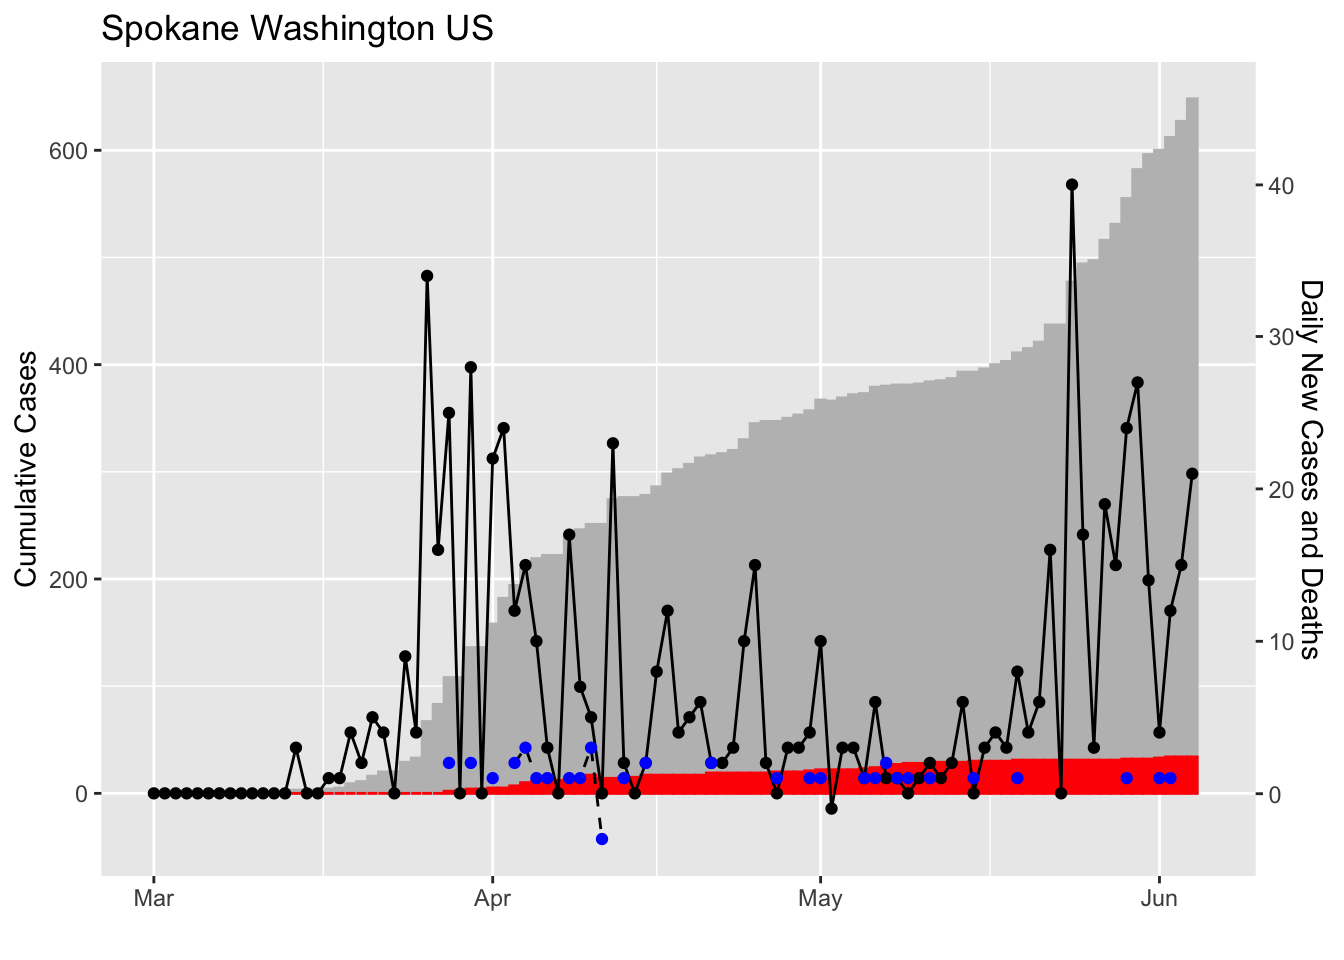 Spokane Washington US
Cumulative Cases
600
400
200
0
40
30
20
10
0
Daily New Cases and Deaths
Mar
Apr
May
Jun